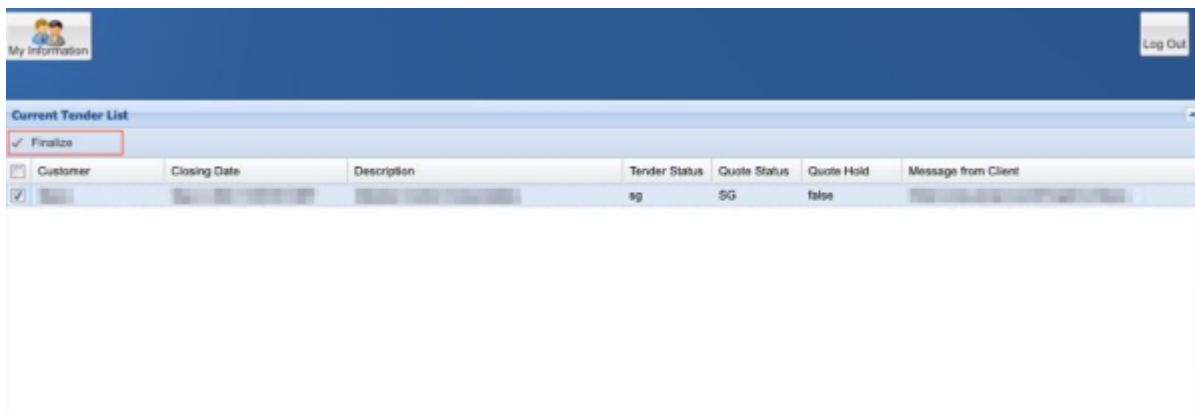 My Information
Log Out
Current Tender List
Finalize
Customer Closing Date Description Tender Status Quote Status Quote Hold Message from Client
sg SG false